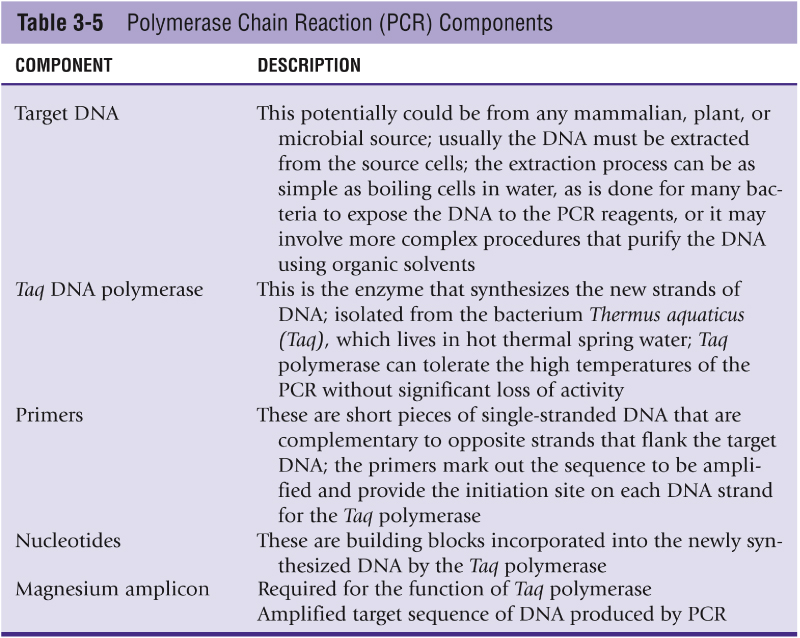 Table 3-5 Polymerase Chain Reaction (PCR) Components
COMPONENT DESCRIPTION
Target DNA This potentially could be from any mammalian, plant, or
microbial source; usually the DNA must be extracted
from the source cells; the extraction process can be as
simple as boiling cells in water, as is done for many bac-
teria to expose the DNA to the PCR reagents, or it may
involve more complex procedures that purify the DNA
using organic solvents
Taq DNA polymerase This is the enzyme that synthesizes the new strands of
DNA; isolated from the bacterium Thermus aquaticus
(Taq), which lives in hot thermal spring water; Taq
polymerase can tolerate the high temperatures of the
PCR without significant loss of activity
Primers These are short pieces of single-stranded DNA that are
complementary to opposite strands that flank the target
DNA; the primers mark out the sequence to be ampli-
fied and provide the initiation site on each DNA strand
for the Taq polymerase
Nucleotides These are building blocks incorporated into the newly syn-
thesized DNA by the Taq polymerase
Magnesium amplicon Required for the function of Taq polymerase
Amplified target sequence of DNA produced by PCR